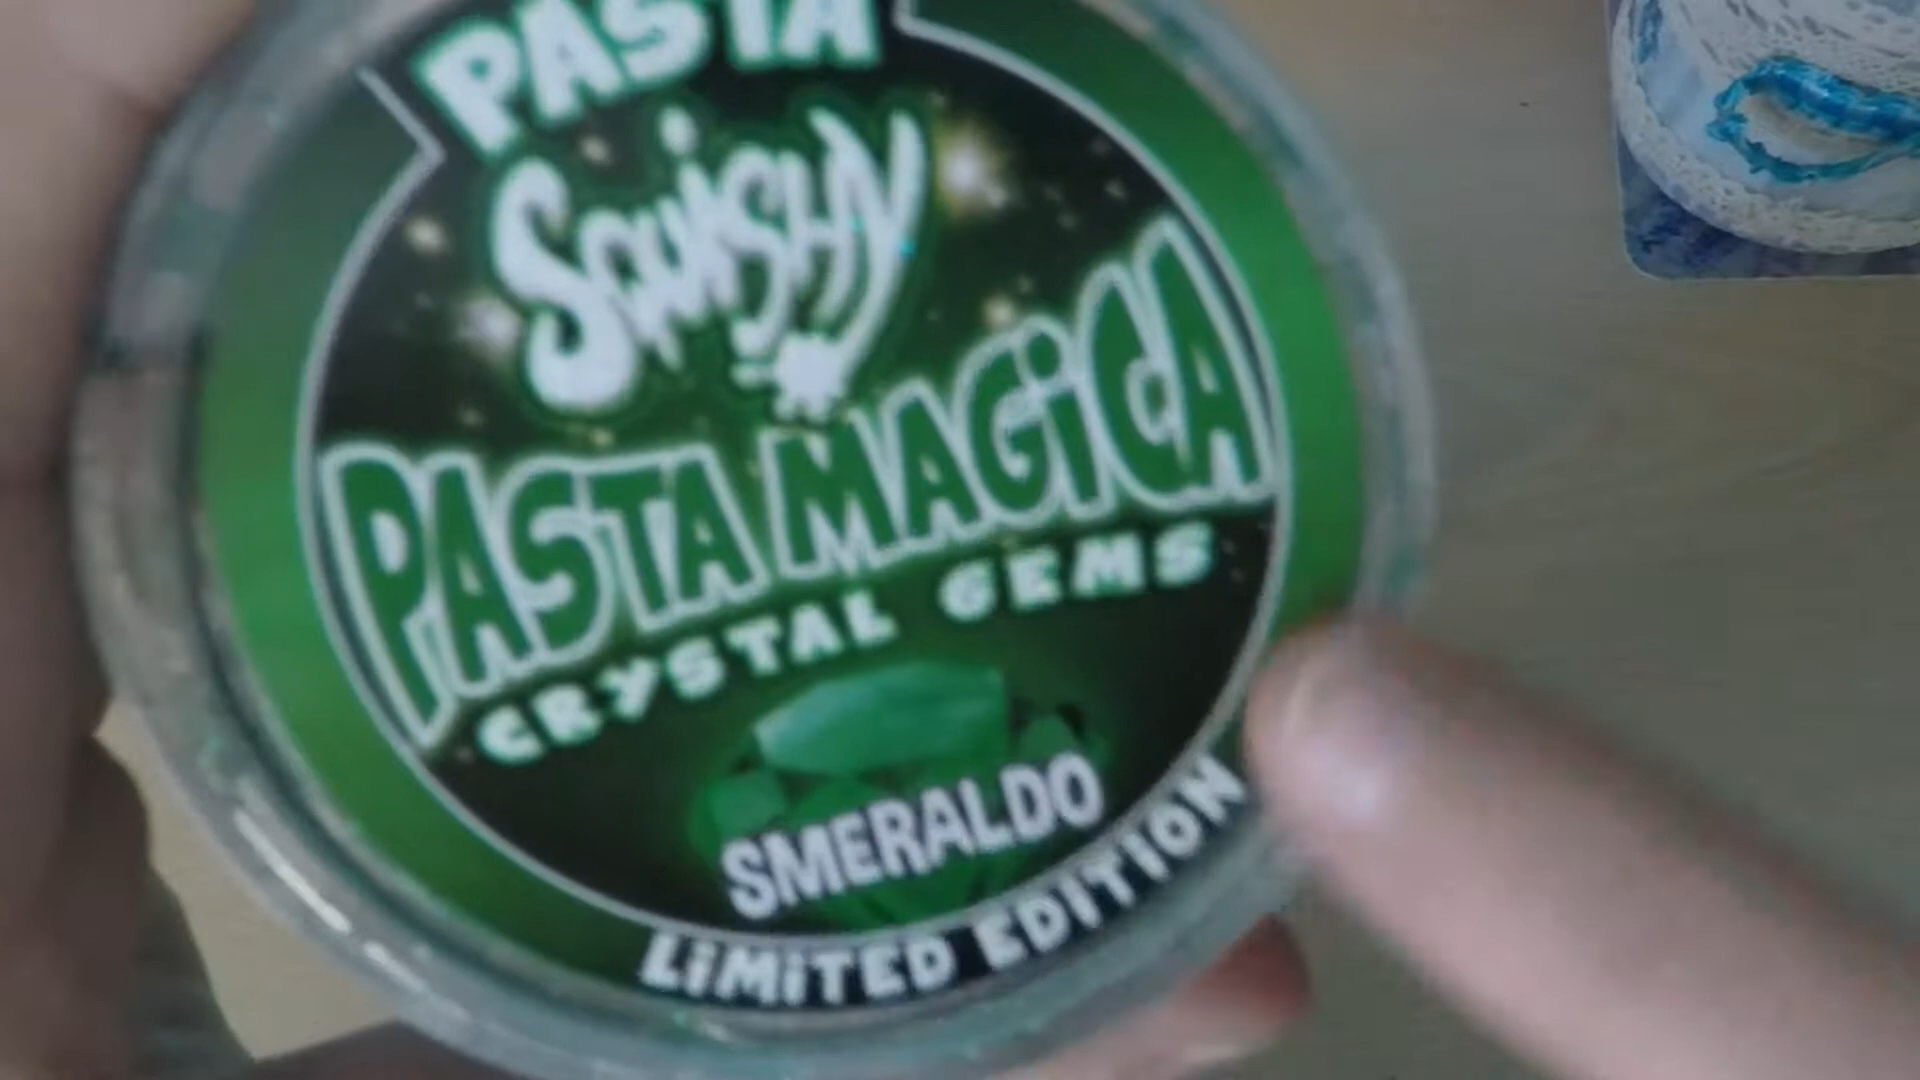 PASTA
SQUiSHY
PASTA MAGiCA
CRYSTAL GEMS
SMERALDO
LiMiTED EDITION